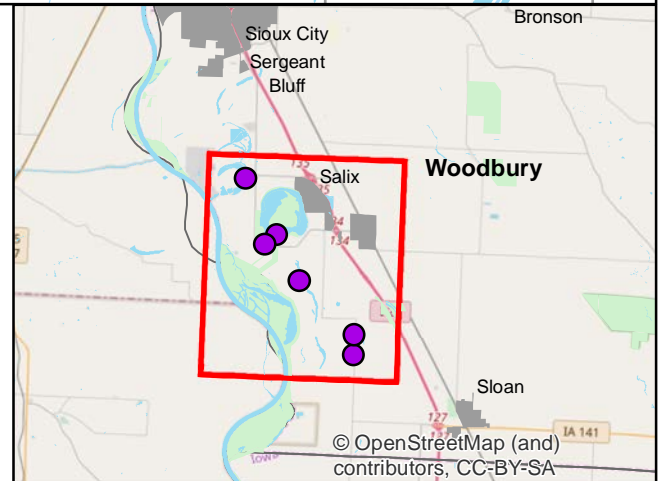 Bronson
Sioux City
Sergeant
Bluff
135
Woodbury
Salix
134
Sloan
127
IA 141
© OpenStreetMap (and)
contributors, CC-BY-SA
Iowa